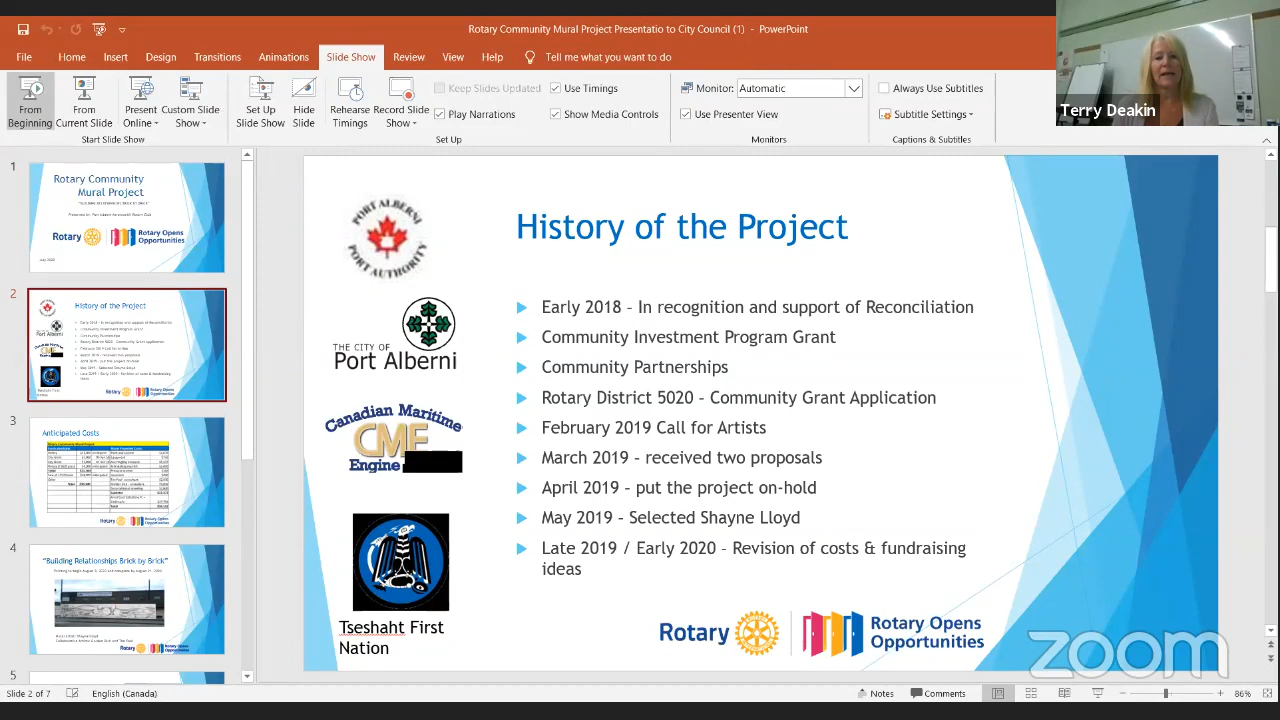 Rotary Community Mural Project Presentatio to City Council (1) - PowerPoint
File Home Insert Design Transitions Animations Slide Show Review View Help Tell me what you want to do
From Beginning
From Current Slide
Present Online
Custom Slide Show
Start Slide Show
Set Up Slide Show
Hide Slide
Rehearse Timings
Record Slide Show
Keep Slides Updated
Play Narrations
Use Timings
Show Media Controls
Set Up
Monitor: Automatic
Use Presenter View
Monitors
Always Use Subtitles
Subtitle Settings
Captions & Subtitles
Terry Deakin
1
Rotary Community
Mural Project
Rotary
Rotary Opens
Opportunities
July 2020
2
History of the Project
3
Anticipated Costs
4
"Building Relationships Brick by Brick"
5
PORT ALBERNI
PORT AUTHORITY
THE CITY OF
Port Alberni
Canadian Maritime
CME
Engine
Tseshaht First
Nation
History of the Project
Early 2018 – In recognition and support of Reconciliation
Community Investment Program Grant
Community Partnerships
Rotary District 5020 – Community Grant Application
February 2019 Call for Artists
March 2019 – received two proposals
April 2019 – put the project on-hold
May 2019 – Selected Shayne Lloyd
Late 2019 / Early 2020 – Revision of costs & fundraising
ideas
Rotary
Rotary Opens
Opportunities
zoom
Slide 2 of 7 English (Canada) Notes Comments 86%